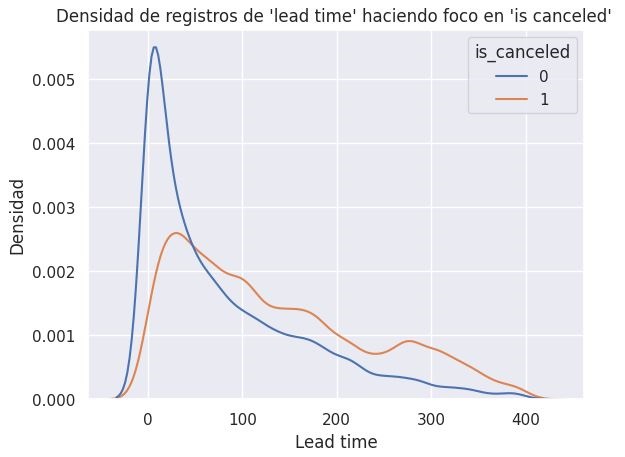 Densidad de registros de 'lead time' haciendo foco en 'is canceled'
is_canceled
0
1
0.005
0.004
0.003
0.002
0.001
0.000
Densidad
0 100 200 300 400
Lead time